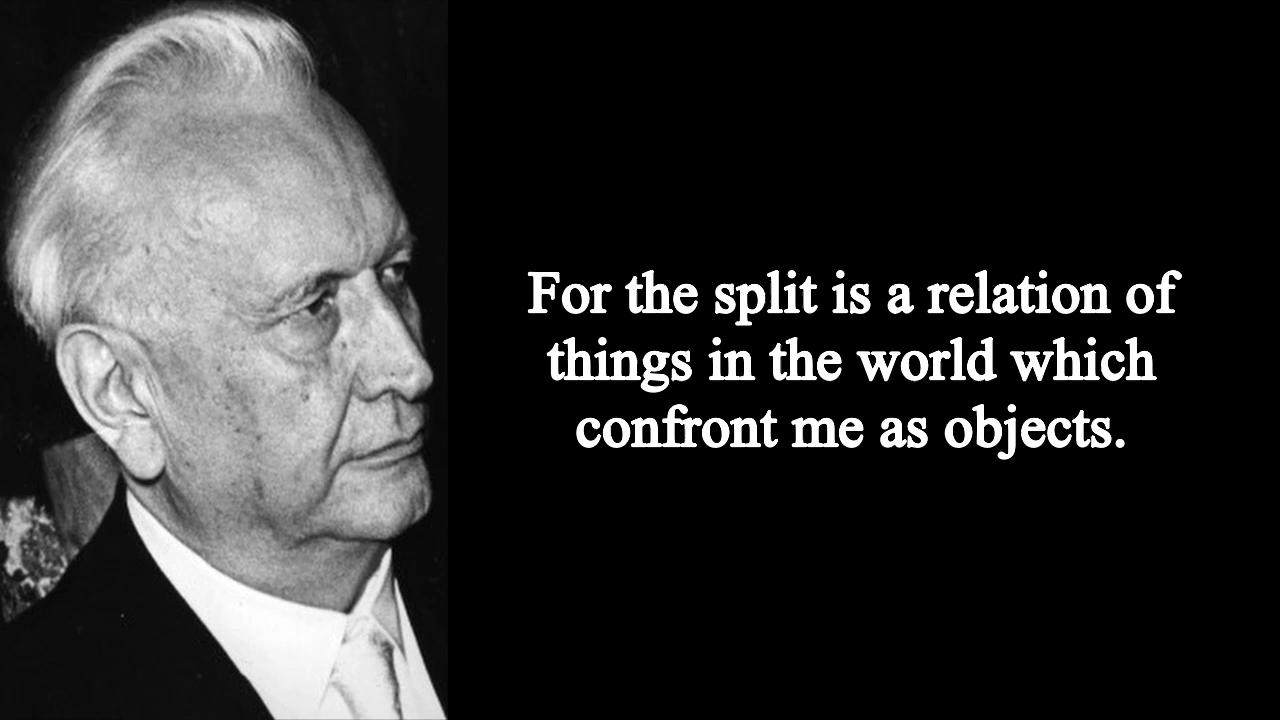 For the split is a relation of
things in the world which
confront me as objects.